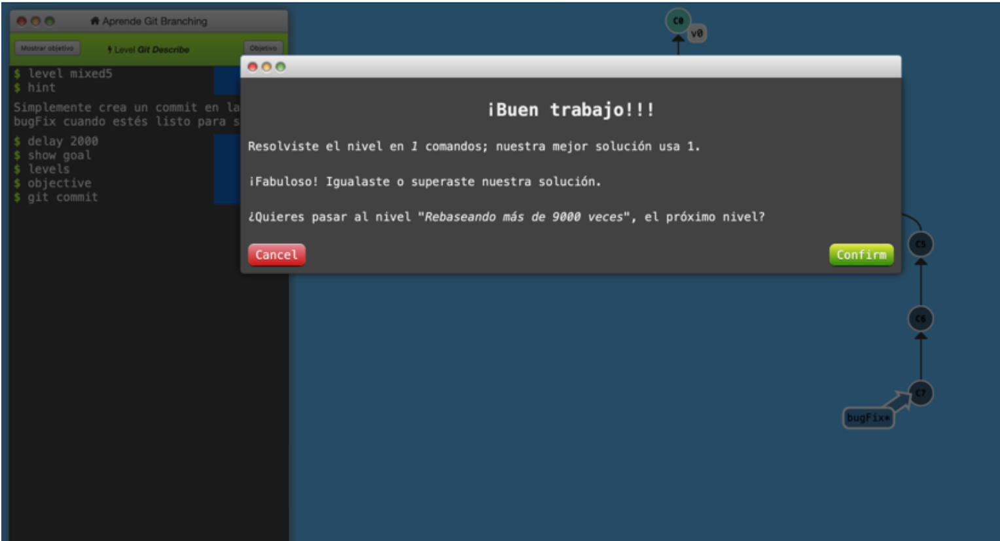 Aprende Git Branching
Mostrar objetivo
Level Git Describe
Objetivo
$ level mixed5
$ hint
Simplemente crea un commit en la
bugFix cuando estés listo para s
$ delay 2000
$ show goal
$ levels
$ objective
$ git commit
C0
v0
¡Buen trabajo!!!
Resolviste el nivel en 1 comandos; nuestra mejor solución usa 1.
¡Fabuloso! Igualaste o superaste nuestra solución.
¿Quieres pasar al nivel "Rebaseando más de 9000 veces", el próximo nivel?
Cancel
Confirm
C5
C6
C7
bugFix*